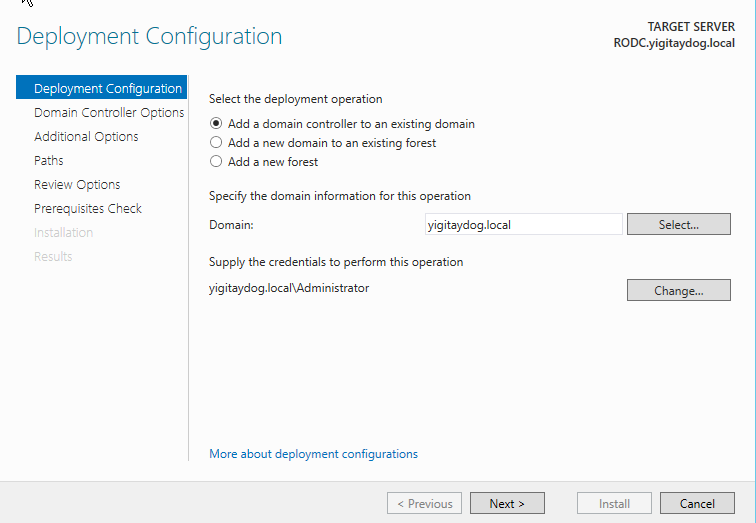 Deployment Configuration
TARGET SERVER
RODC.yigitaydog.local
Deployment Configuration
Domain Controller Options
Additional Options
Paths
Review Options
Prerequisites Check
Installation
Results
Select the deployment operation
Add a domain controller to an existing domain
Add a new domain to an existing forest
Add a new forest
Specify the domain information for this operation
Domain: yigitaydog.local Select...
Supply the credentials to perform this operation
yigitaydog.local\Administrator Change...
More about deployment configurations
< Previous Next > Install Cancel